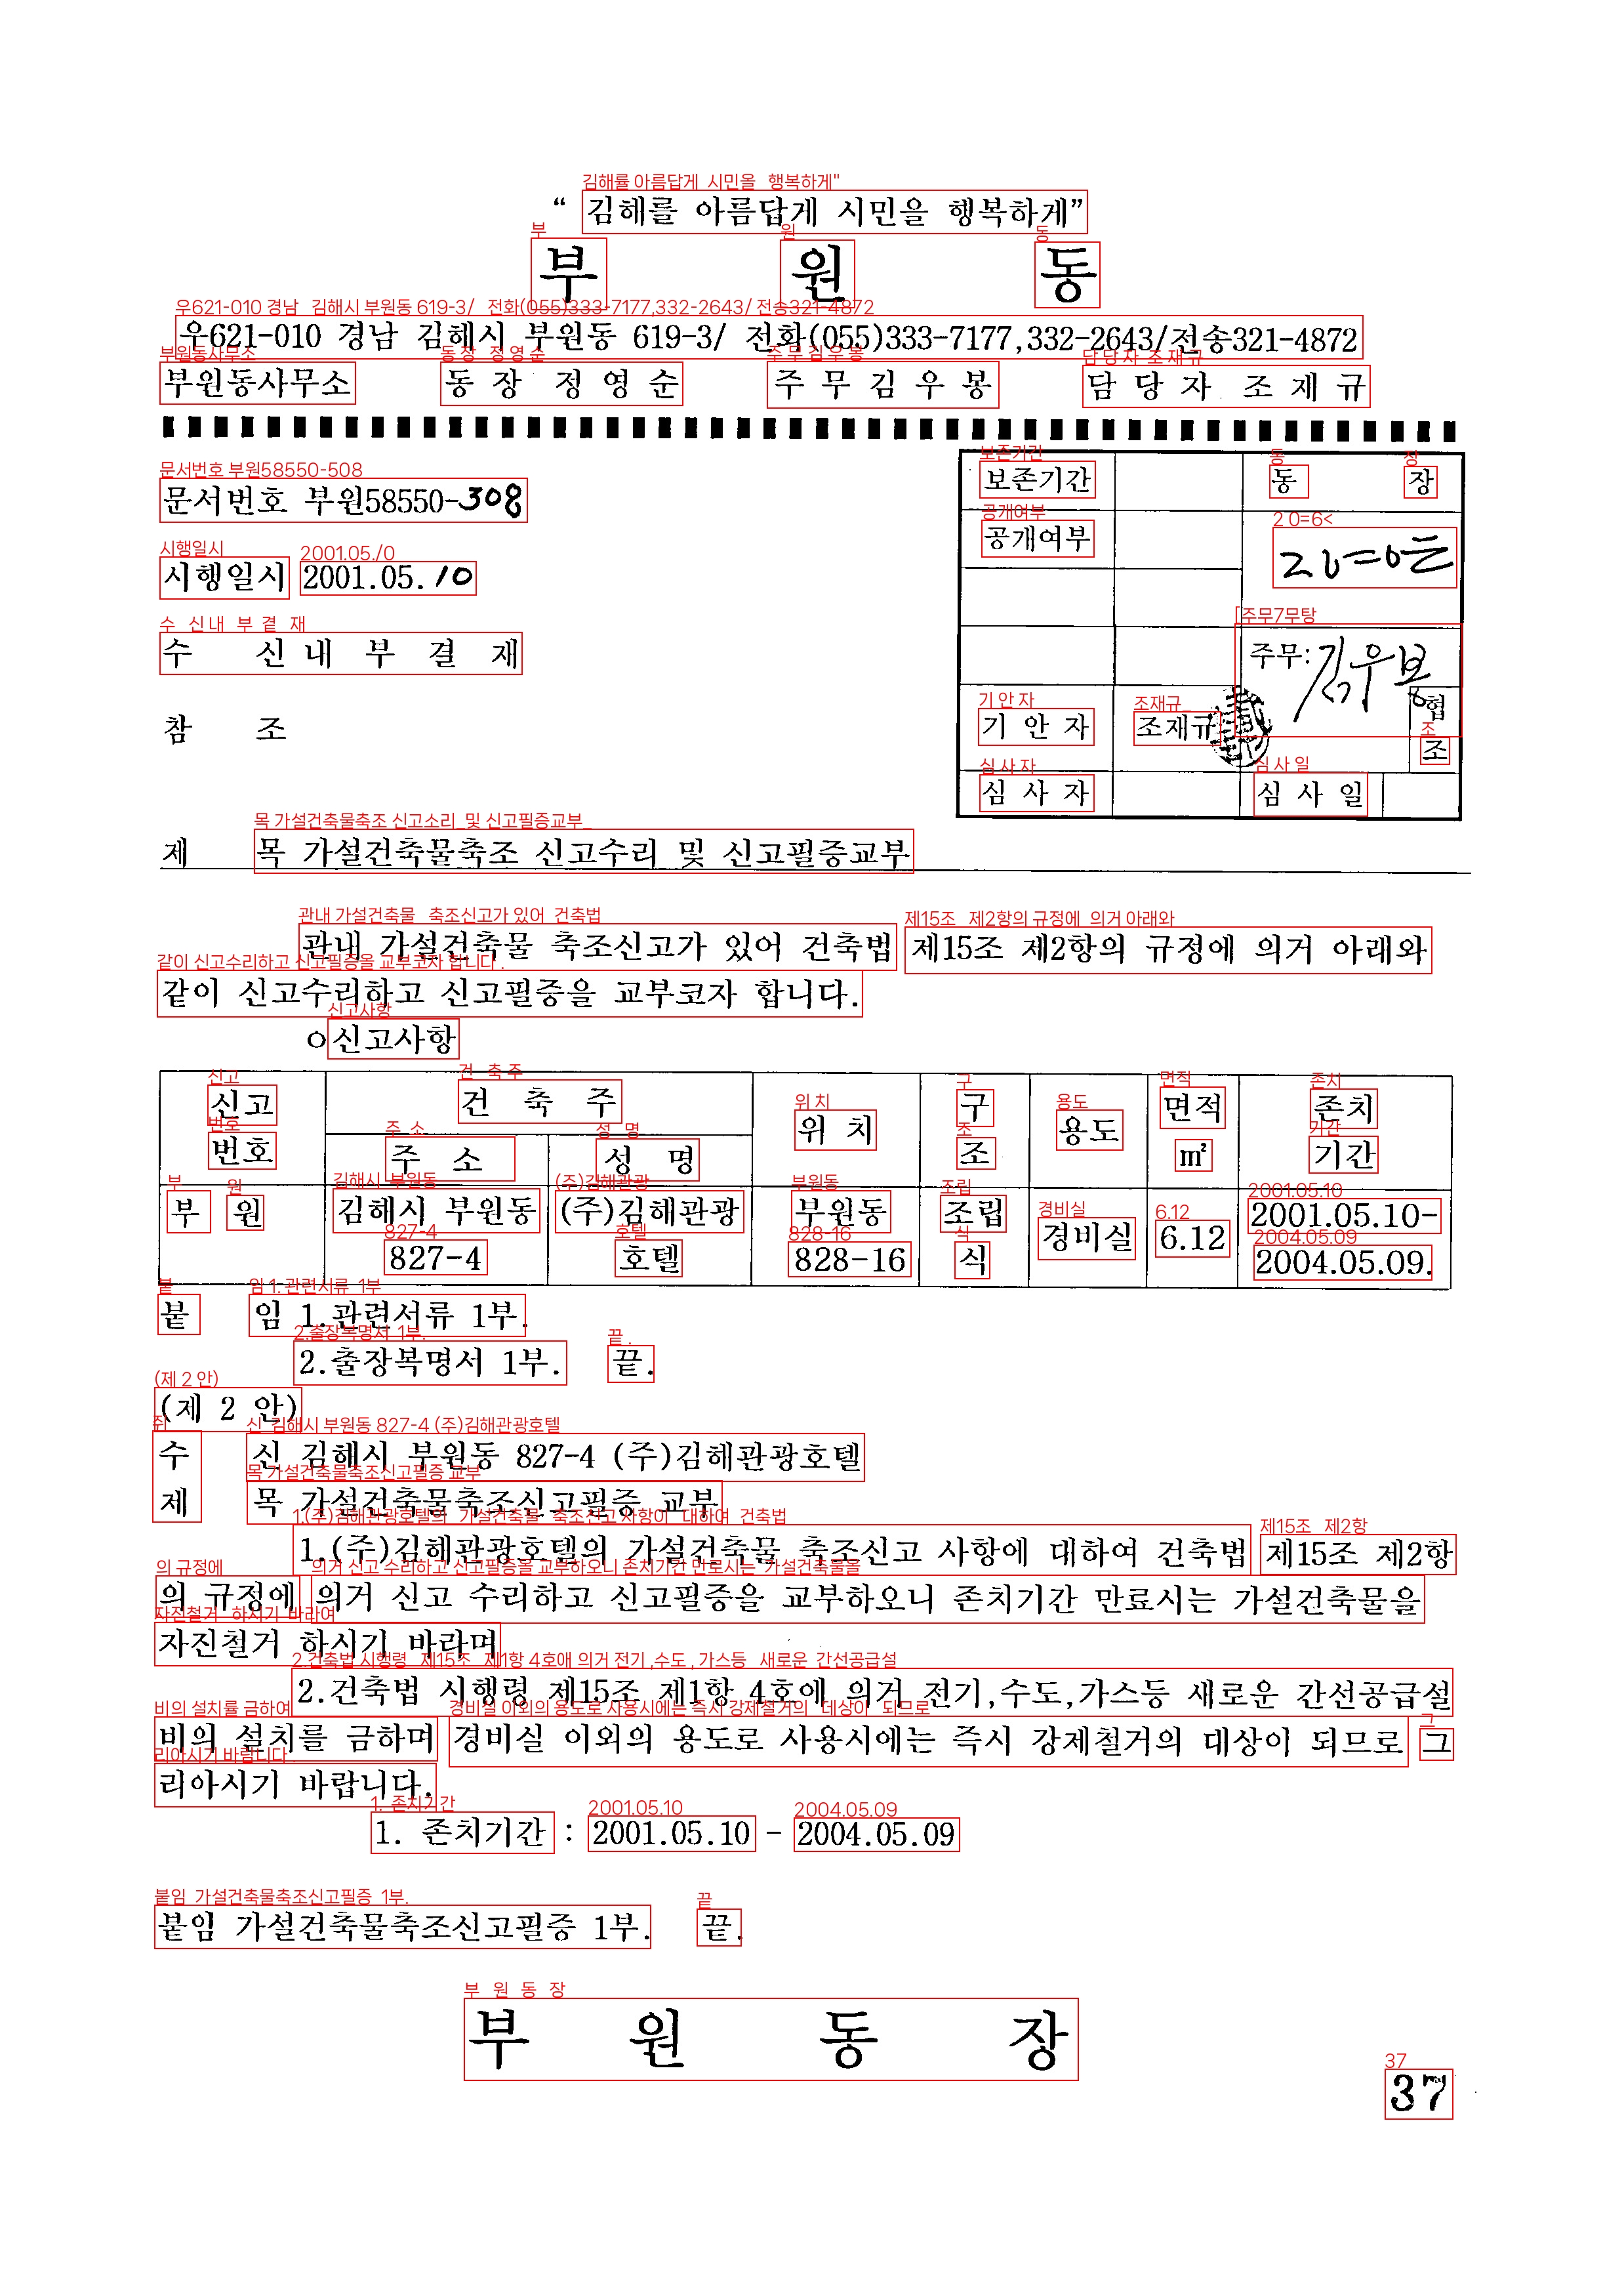 “ 김해를 아름답게 시민을 행복하게”
부 원 동
우621-010 경남 김해시 부원동 619-3/ 전화(055)333-7177,332-2643/전송321-4872
부원동사무소 동 장 정 영 순 주 무 김 우 봉 담 당 자 조 재 규
문서번호 부원58550-308
시행일시 2001.05.10
수 신 내 부 결 재
참 조
보존기간 동 장
공개여부
주무: 김우봉
기 안 자 조재규 협
조
심 사 자 심 사 일
제 목 가설건축물축조 신고수리 및 신고필증교부
관내 가설건축물 축조신고가 있어 건축법 제15조 제2항의 규정에 의거 아래와
같이 신고수리하고 신고필증을 교부코자 합니다.
ㅇ신고사항
신고 번호 건 축 주 위 치 구 조 용도 면적 ㎡ 존치 기간
주 소 성 명
부 원 김해시 부원동 827-4 (주)김해관광 호텔 부원동 828-16 조립 식 경비실 6.12 2001.05.10- 2004.05.09.
붙 임 1.관련서류 1부.
2.출장복명서 1부. 끝.
(제 2 안)
수 신 김해시 부원동 827-4 (주)김해관광호텔
제 목 가설건축물축조신고필증 교부
1.(주)김해관광호텔의 가설건축물 축조신고 사항에 대하여 건축법 제15조 제2항
의 규정에 의거 신고 수리하고 신고필증을 교부하오니 존치기간 만료시는 가설건축물을
자진철거 하시기 바라며
2.건축법 시행령 제15조 제1항 4호에 의거 전기,수도,가스등 새로운 간선공급설
비의 설치를 금하며 경비실 이외의 용도로 사용시에는 즉시 강제철거의 대상이 되므로 그
리아시기 바랍니다.
1. 존치기간 : 2001.05.10 - 2004.05.09
붙임 가설건축물축조신고필증 1부. 끝.
부 원 동 장
37